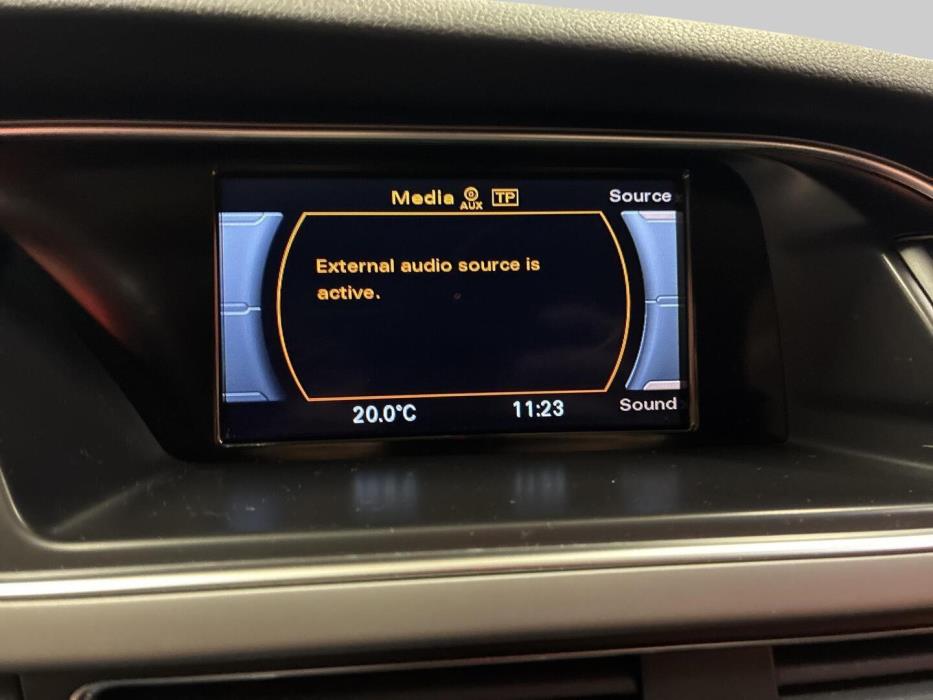 Media AUX TP Source
External audio source is
active.
20.0°C 11:23 Sound